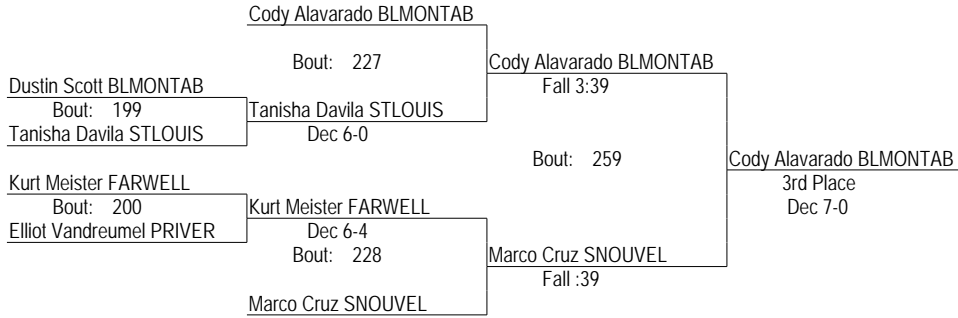 Cody Alavarado BLMONTAB
Bout: 227
Cody Alavarado BLMONTAB
Dustin Scott BLMONTAB
Fall 3:39
Bout: 199
Tanisha Davila STLOUIS
Tanisha Davila STLOUIS
Dec 6-0
Bout: 259
Cody Alavarado BLMONTAB
Kurt Meister FARWELL
3rd Place
Bout: 200
Kurt Meister FARWELL
Dec 7-0
Elliot Vandreumel PRIVER
Dec 6-4
Bout: 228
Marco Cruz SNOUVEL
Fall :39
Marco Cruz SNOUVEL